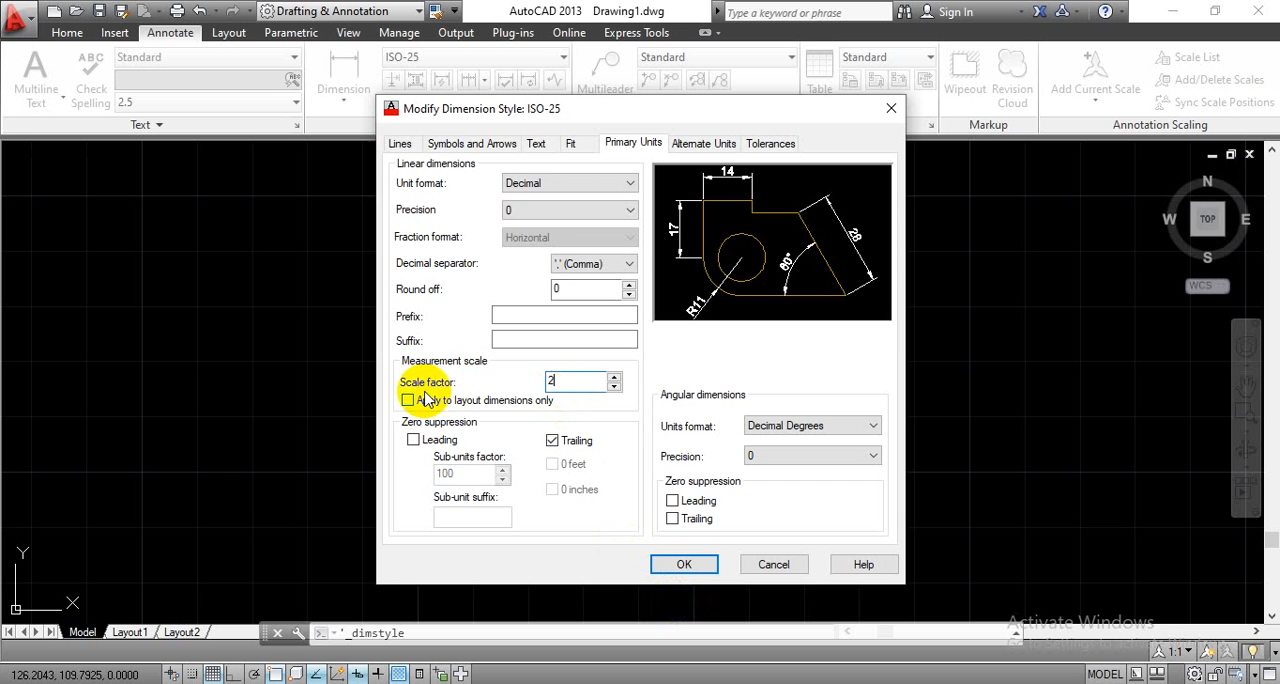 Drafting & Annotation
AutoCAD 2013 Drawing1.dwg
Type a keyword or phrase
Sign In
Home Insert Annotate Layout Parametric View Manage Output Plug-ins Online Express Tools
Multiline Text
ABC Check Spelling
Standard
2.5
Text
Dimension
ISO-25
Multileader
Standard
Table
Standard
Wipeout
Revision Cloud
Markup
Add Current Scale
Scale List
Add/Delete Scales
Sync Scale Positions
Annotation Scaling
Modify Dimension Style: ISO-25
Lines Symbols and Arrows Text Fit Primary Units Alternate Units Tolerances
Linear dimensions
Unit format: Decimal
Precision 0
Fraction format: Horizontal
Decimal separator: ',' (Comma)
Round off: 0
Prefix:
Suffix:
Measurement scale
Scale factor: 2
Apply to layout dimensions only
Zero suppression
Leading
Trailing
Sub-units factor:
100
0 feet
Sub-unit suffix:
0 inches
14
17
28
60°
R11
Angular dimensions
Units format: Decimal Degrees
Precision: 0
Zero suppression
Leading
Trailing
OK Cancel Help
N
W TOP E
S
WCS
Y
X
Activate Windows
Model Layout1 Layout2
'_dimstyle
1:1
126.2043, 109.7925, 0.0000
MODEL